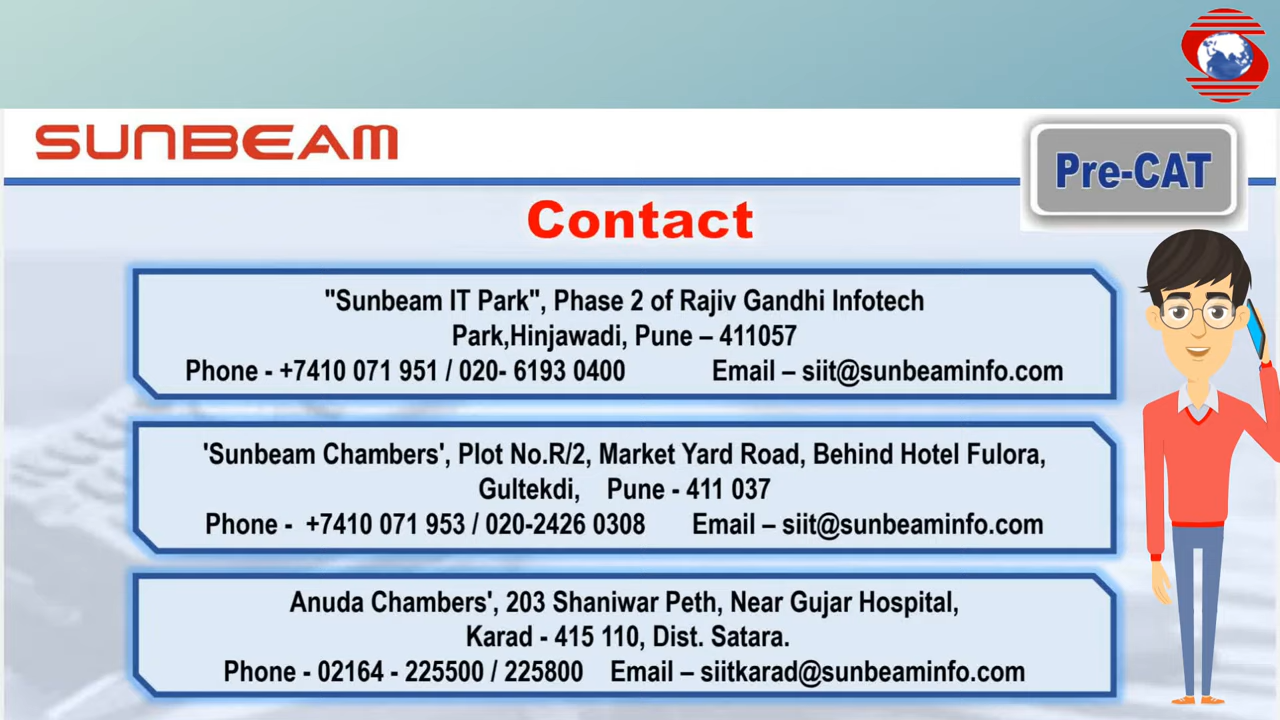 SUNBEAM
Pre-CAT
Contact
"Sunbeam IT Park", Phase 2 of Rajiv Gandhi Infotech
Park,Hinjawadi, Pune – 411057
Phone - +7410 071 951 / 020- 6193 0400 Email – siit@sunbeaminfo.com
'Sunbeam Chambers', Plot No.R/2, Market Yard Road, Behind Hotel Fulora,
Gultekdi, Pune - 411 037
Phone - +7410 071 953 / 020-2426 0308 Email – siit@sunbeaminfo.com
Anuda Chambers', 203 Shaniwar Peth, Near Gujar Hospital,
Karad - 415 110, Dist. Satara.
Phone - 02164 - 225500 / 225800 Email – siitkarad@sunbeaminfo.com